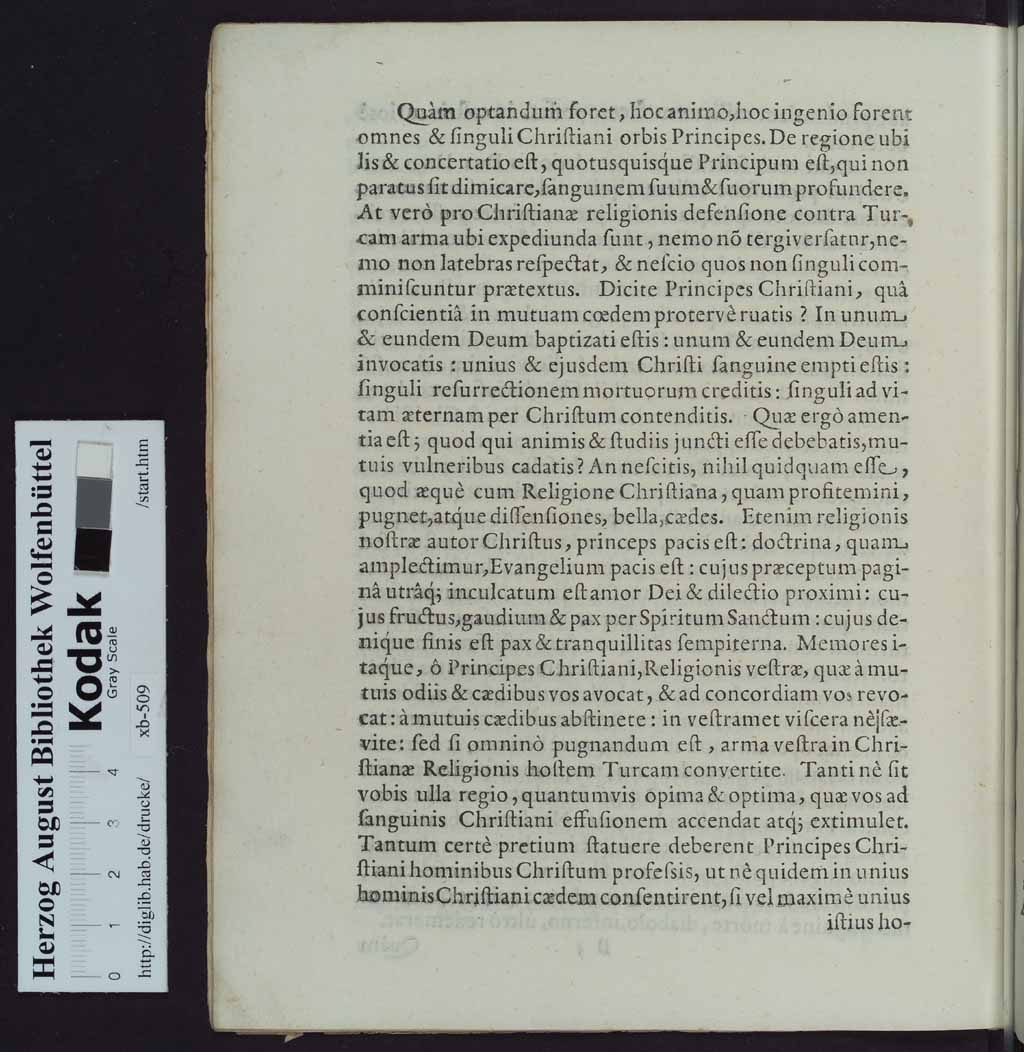 Quàm optandum foret, hoc animo, hoc ingenio forent
omnes & ſinguli Chriſtiani orbis Principes. De regione ubi
lis & concertatio eſt, quotusquisque Principum eſt, qui non
paratus ſit dimicare, ſanguinem ſuum & ſuorum profundere.
At verò pro Chriſtianæ religionis defenſione contra Tur-
cam arma ubi expediunda ſunt, nemo nõ tergiverſatnr, ne-
mo non latebras reſpectat, & neſcio quos non ſinguli com-
miniſcuntur prætextus. Dicite Principes Chriſtiani, quâ
conſcientiâ in mutuam cœdem protervè ruatis ? In unum
& eundem Deum baptizati eſtis : unum & eundem Deum
invocatis : unius & ejusdem Chriſti ſanguine empti eſtis :
ſinguli reſurrectionem mortuorum creditis : ſinguli ad vi-
tam æternam per Chriſtum contenditis. Quæ ergò amen-
tia eſt; quod qui animis & ſtudiis juncti eſſe debebatis, mu-
tuis vulneribus cadatis? An neſcitis, nihil quidquam eſſe,
quod æquè cum Religione Chriſtiana, quam profitemini,
pugnet, atque diſſenſiones, bella, cædes. Etenim religionis
noſtræ autor Chriſtus, princeps pacis eſt: doctrina, quam
amplectimur, Evangelium pacis eſt : cujus præceptum pagi-
nâ utrâq; inculcatum eſt amor Dei & dilectio proximi : cu-
jus fructus, gaudium & pax per Spiritum Sanctum : cujus de-
nique finis eſt pax & tranquillitas ſempiterna. Memores i-
taque, ô Principes Chriſtiani, Religionis veſtræ, quæ à mu-
tuis odiis & cædibus vos avocat, & ad concordiam vos revo-
cat : à mutuis cædibus abſtinete : in veſtramet viſcera nè ſæ-
vite : ſed ſi omninò pugnandum eſt, arma veſtra in Chri-
ſtianæ Religionis hoſtem Turcam convertite. Tanti nè ſit
vobis ulla regio, quantumvis opima & optima, quæ vos ad
ſanguinis Chriſtiani effuſionem accendat atq; extimulet.
Tantum certè pretium ſtatuere deberent Principes Chri-
ſtiani hominibus Chriſtum profeſsis, ut nè quidem in unius
hominis Chriſtiani cædem conſentirent, ſi vel maximè unius
iſtius ho-
Herzog August Bibliothek Wolfenbüttel
Kodak
Gray Scale
0 1 2 3 4
http://diglib.hab.de/drucke/ xb-509 /start.htm